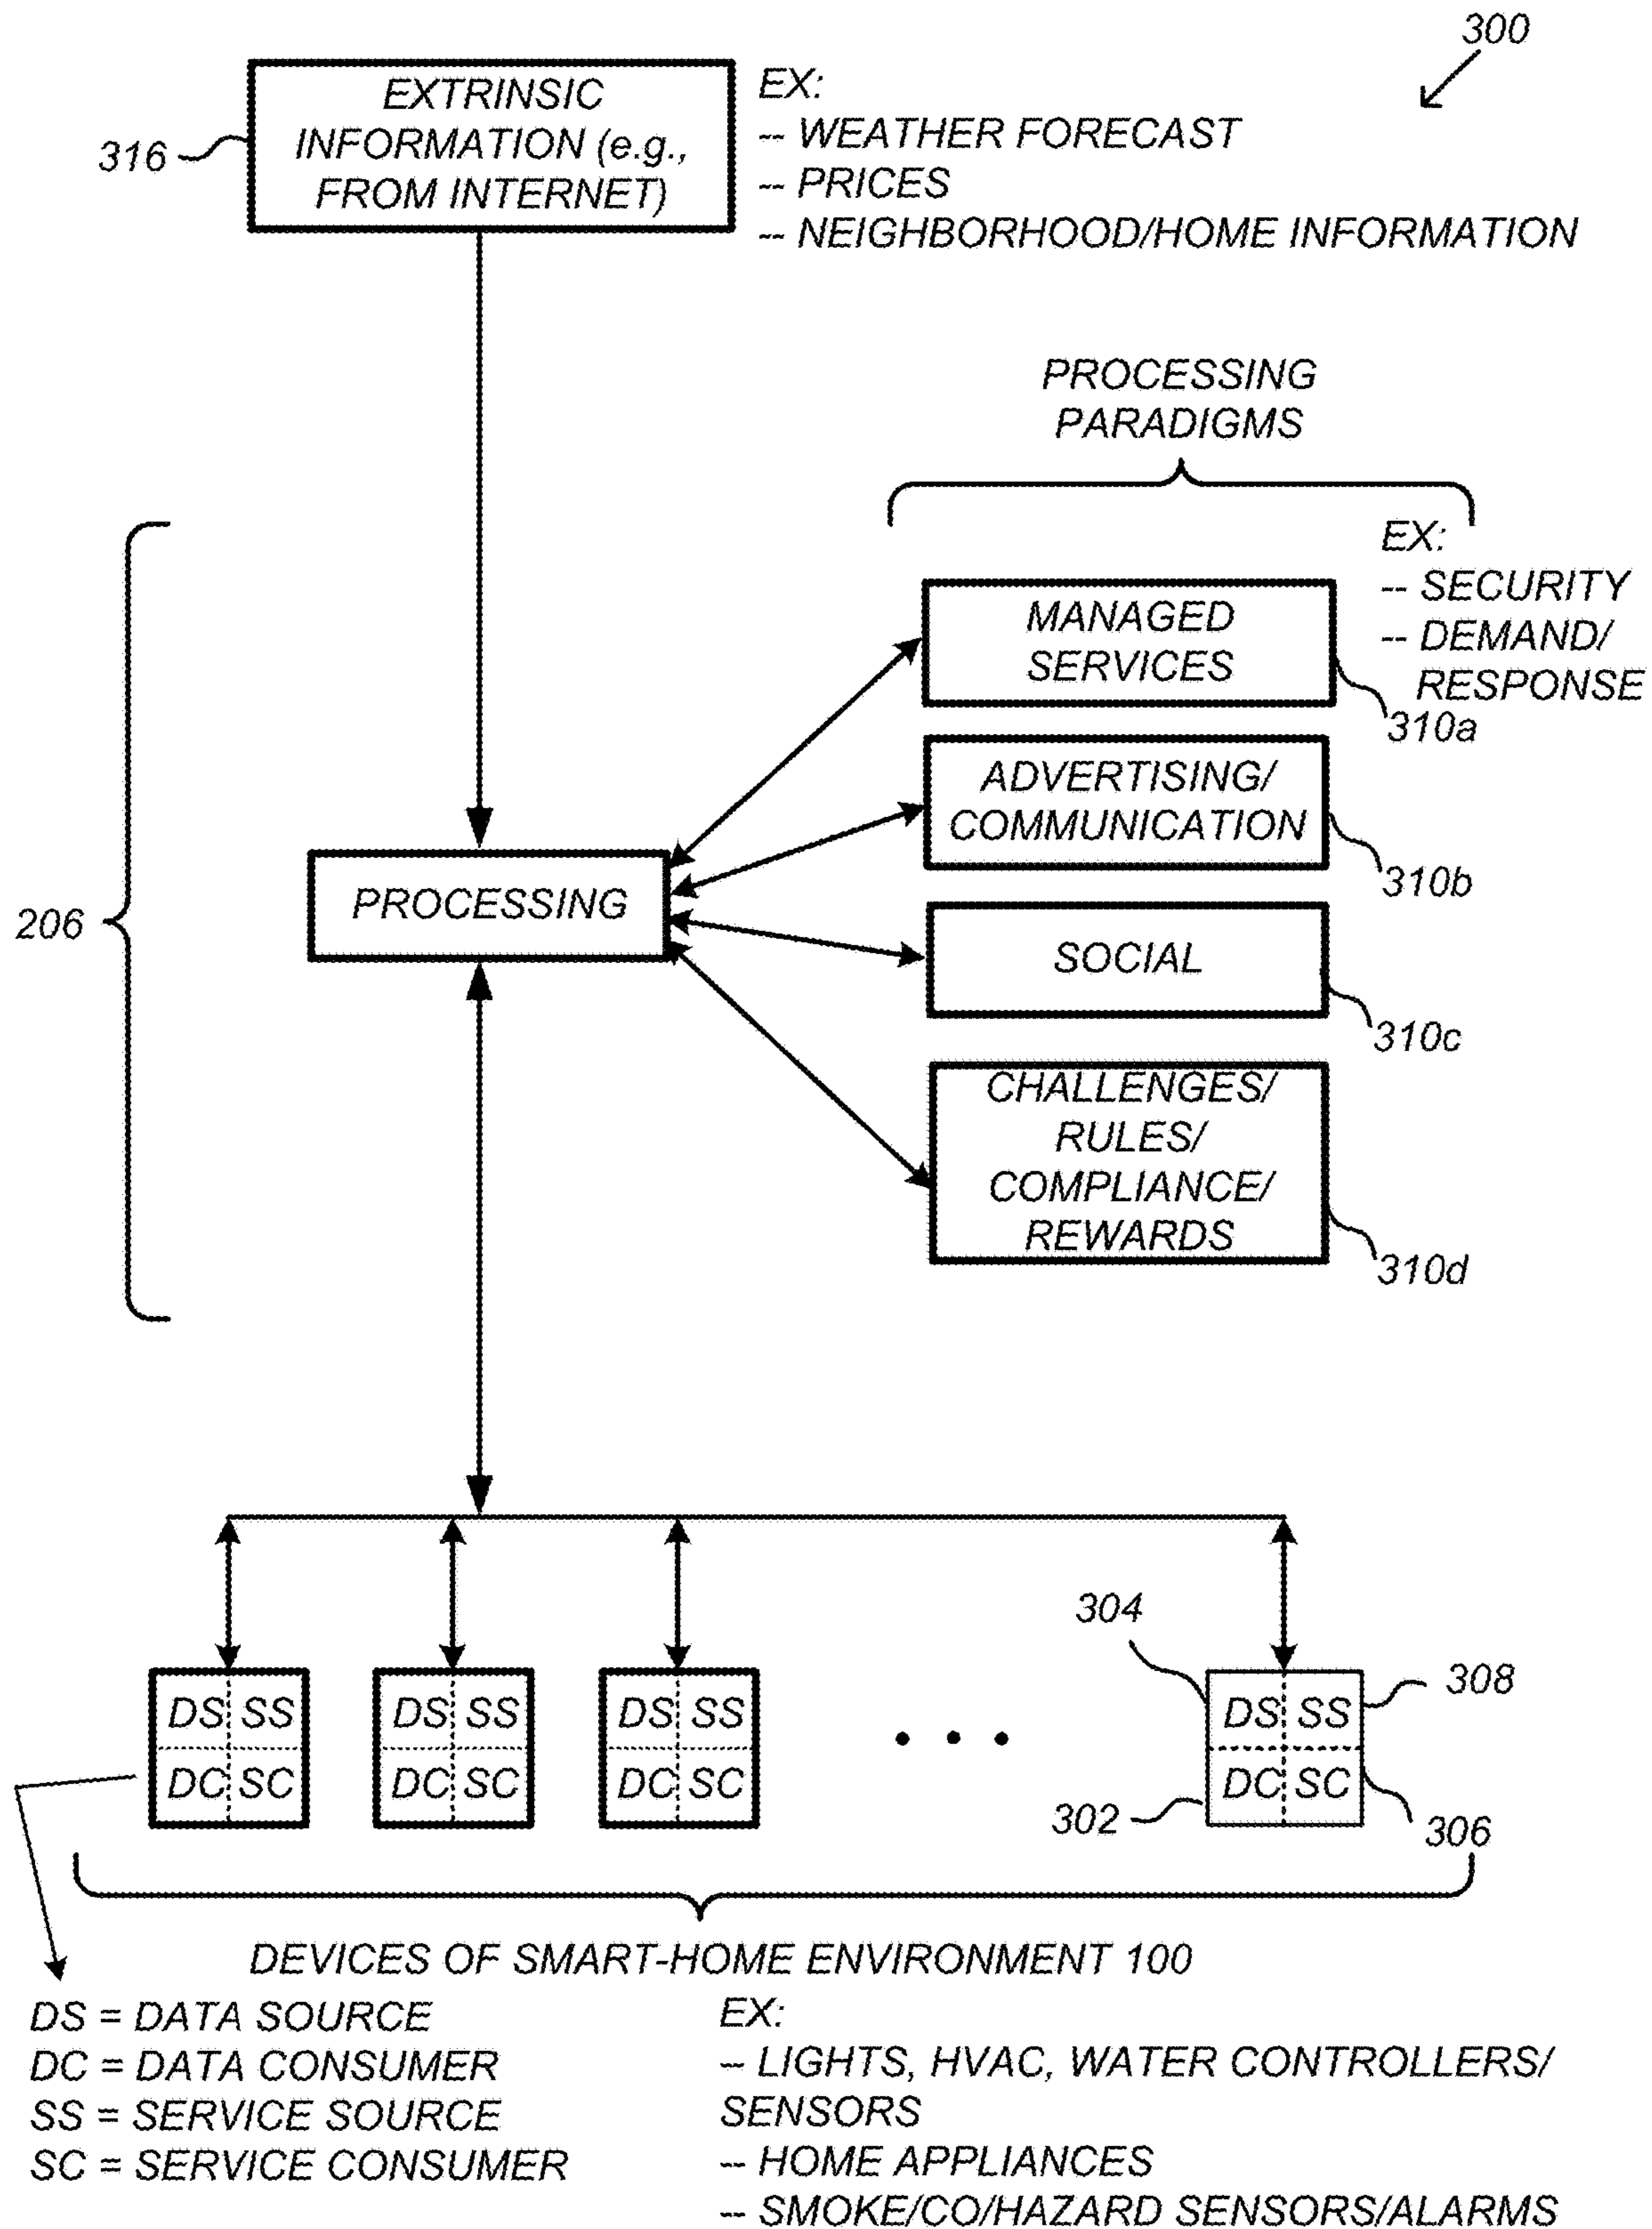 300
EXTRINSIC
INFORMATION (e.g.,
FROM INTERNET)
316
EX:
-- WEATHER FORECAST
-- PRICES
-- NEIGHBORHOOD/HOME INFORMATION
PROCESSING
PARADIGMS
EX:
-- SECURITY
-- DEMAND/
RESPONSE
MANAGED
SERVICES
310a
ADVERTISING/
COMMUNICATION
310b
206
PROCESSING
SOCIAL
310c
CHALLENGES/
RULES/
COMPLIANCE/
REWARDS
310d
304
308
DS SS
DC SC
DS SS
DC SC
DS SS
DC SC
. . .
DS SS
DC SC
302
306
DEVICES OF SMART-HOME ENVIRONMENT 100
DS = DATA SOURCE
DC = DATA CONSUMER
SS = SERVICE SOURCE
SC = SERVICE CONSUMER
EX:
-- LIGHTS, HVAC, WATER CONTROLLERS/
SENSORS
-- HOME APPLIANCES
-- SMOKE/CO/HAZARD SENSORS/ALARMS